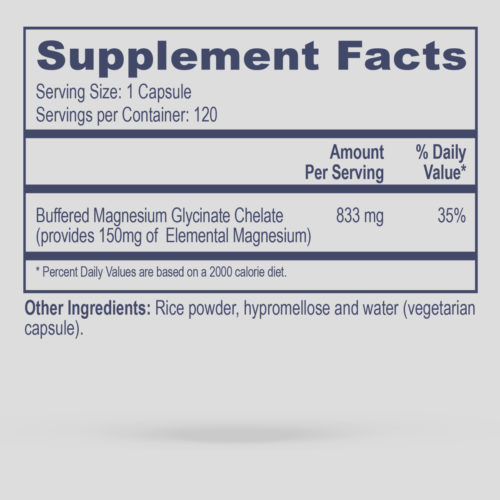 Supplement Facts
Serving Size: 1 Capsule
Servings per Container: 120
Amount % Daily
Per Serving Value*
Buffered Magnesium Glycinate Chelate 833 mg 35%
(provides 150mg of Elemental Magnesium)
* Percent Daily Values are based on a 2000 calorie diet.
Other Ingredients: Rice powder, hypromellose and water (vegetarian
capsule).